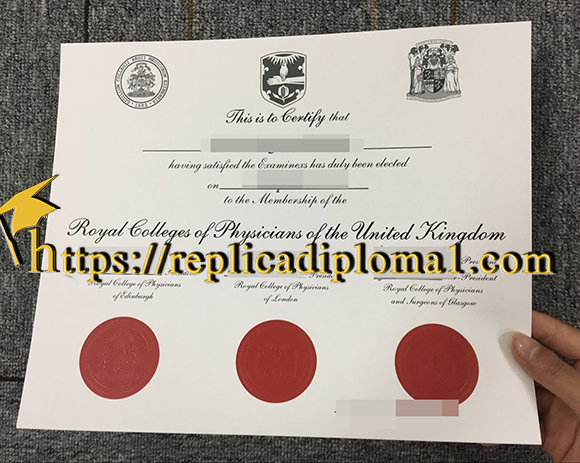 This is to Certify that
having satisfied the Examinexs has duly been elected
on
to the Membership of the
Royal Colleges of Physicians of the United Kingdom
https://replicadiploma1.com
Royal College of Physicians
of Edinburgh
Royal College of Physicians
of London
Royal College of Physicians
and Surgeons of Glasgow